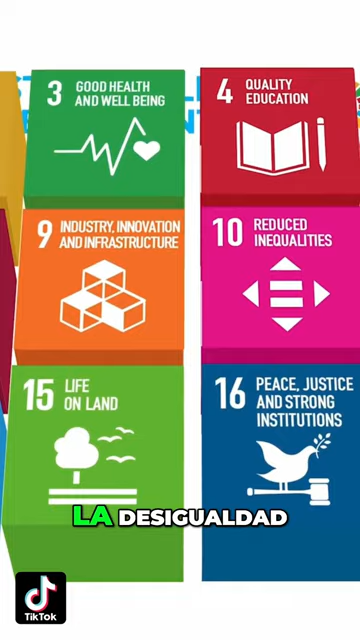 3 GOOD HEALTH
AND WELL BEING
4 QUALITY
EDUCATION
9 INDUSTRY, INNOVATION
AND INFRASTRUCTURE
10 REDUCED
INEQUALITIES
15 LIFE
ON LAND
16 PEACE, JUSTICE
AND STRONG
INSTITUTIONS
LA DESIGUALDAD
TikTok